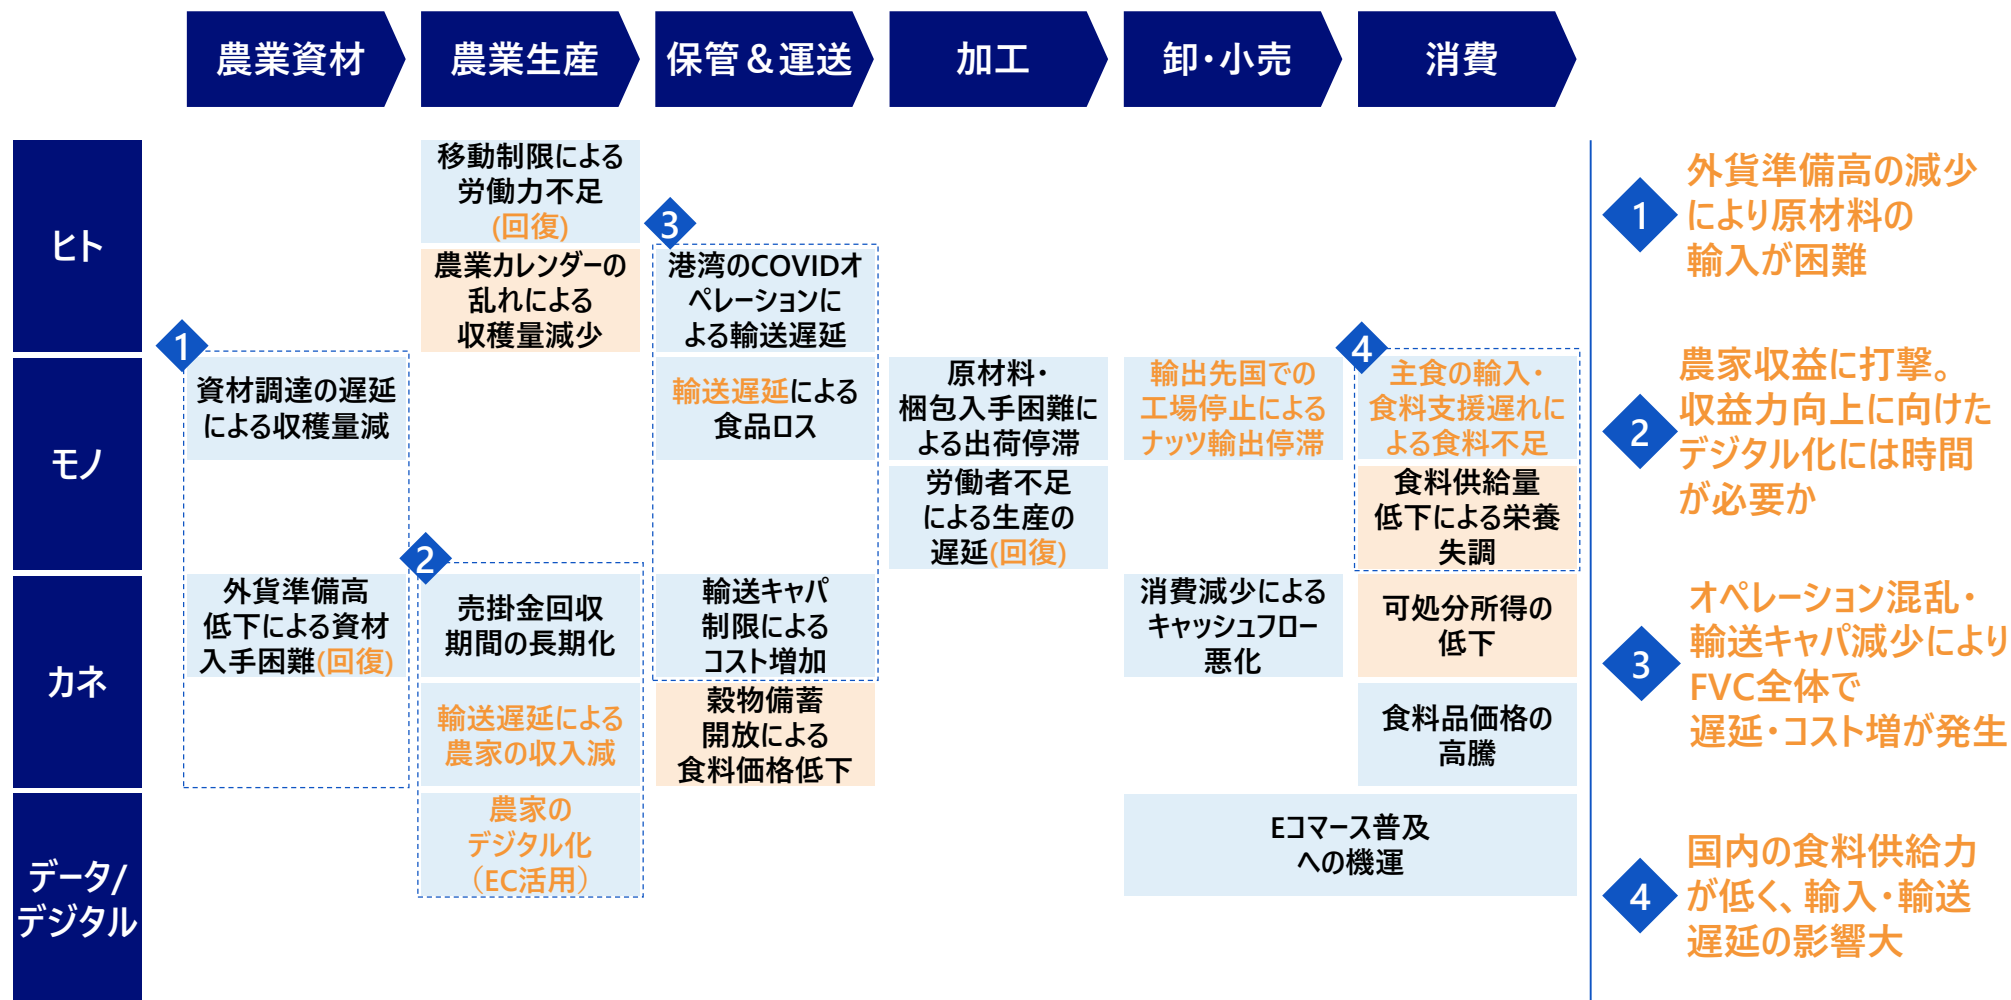 農業資材
農業生産
保管＆運送
加工
卸・小売
消費
ヒト
移動制限による
労働力不足
(回復)
農業カレンダーの
乱れによる
収穫量減少
3
港湾のCOVIDオ
ペレーションに
よる輸送遅延
モノ
1
資材調達の遅延
による収穫量減
輸送遅延による
食品ロス
原材料・
梱包入手困難に
よる出荷停滞
労働者不足
による生産の
遅延(回復)
輸出先国での
工場停止による
ナッツ輸出停滞
4
主食の輸入・
食料支援遅れに
よる食料不足
食料供給量
低下による栄養
失調
カネ
外貨準備高
低下による資材
入手困難(回復)
2
売掛金回収
期間の長期化
輸送遅延による
農家の収入減
輸送キャパ
制限による
コスト増加
穀物備蓄
開放による
食料価格低下
消費減少による
キャッシュフロー
悪化
可処分所得の
低下
食料品価格の
高騰
データ/
デジタル
農家の
デジタル化
（EC活用）
Eコマース普及
への機運
1
外貨準備高の減少
により原材料の
輸入が困難
2
農家収益に打撃。
収益力向上に向けた
デジタル化には時間
が必要か
3
オペレーション混乱・
輸送キャパ減少により
FVC全体で
遅延・コスト増が発生
4
国内の食料供給力
が低く、輸入・輸送
遅延の影響大